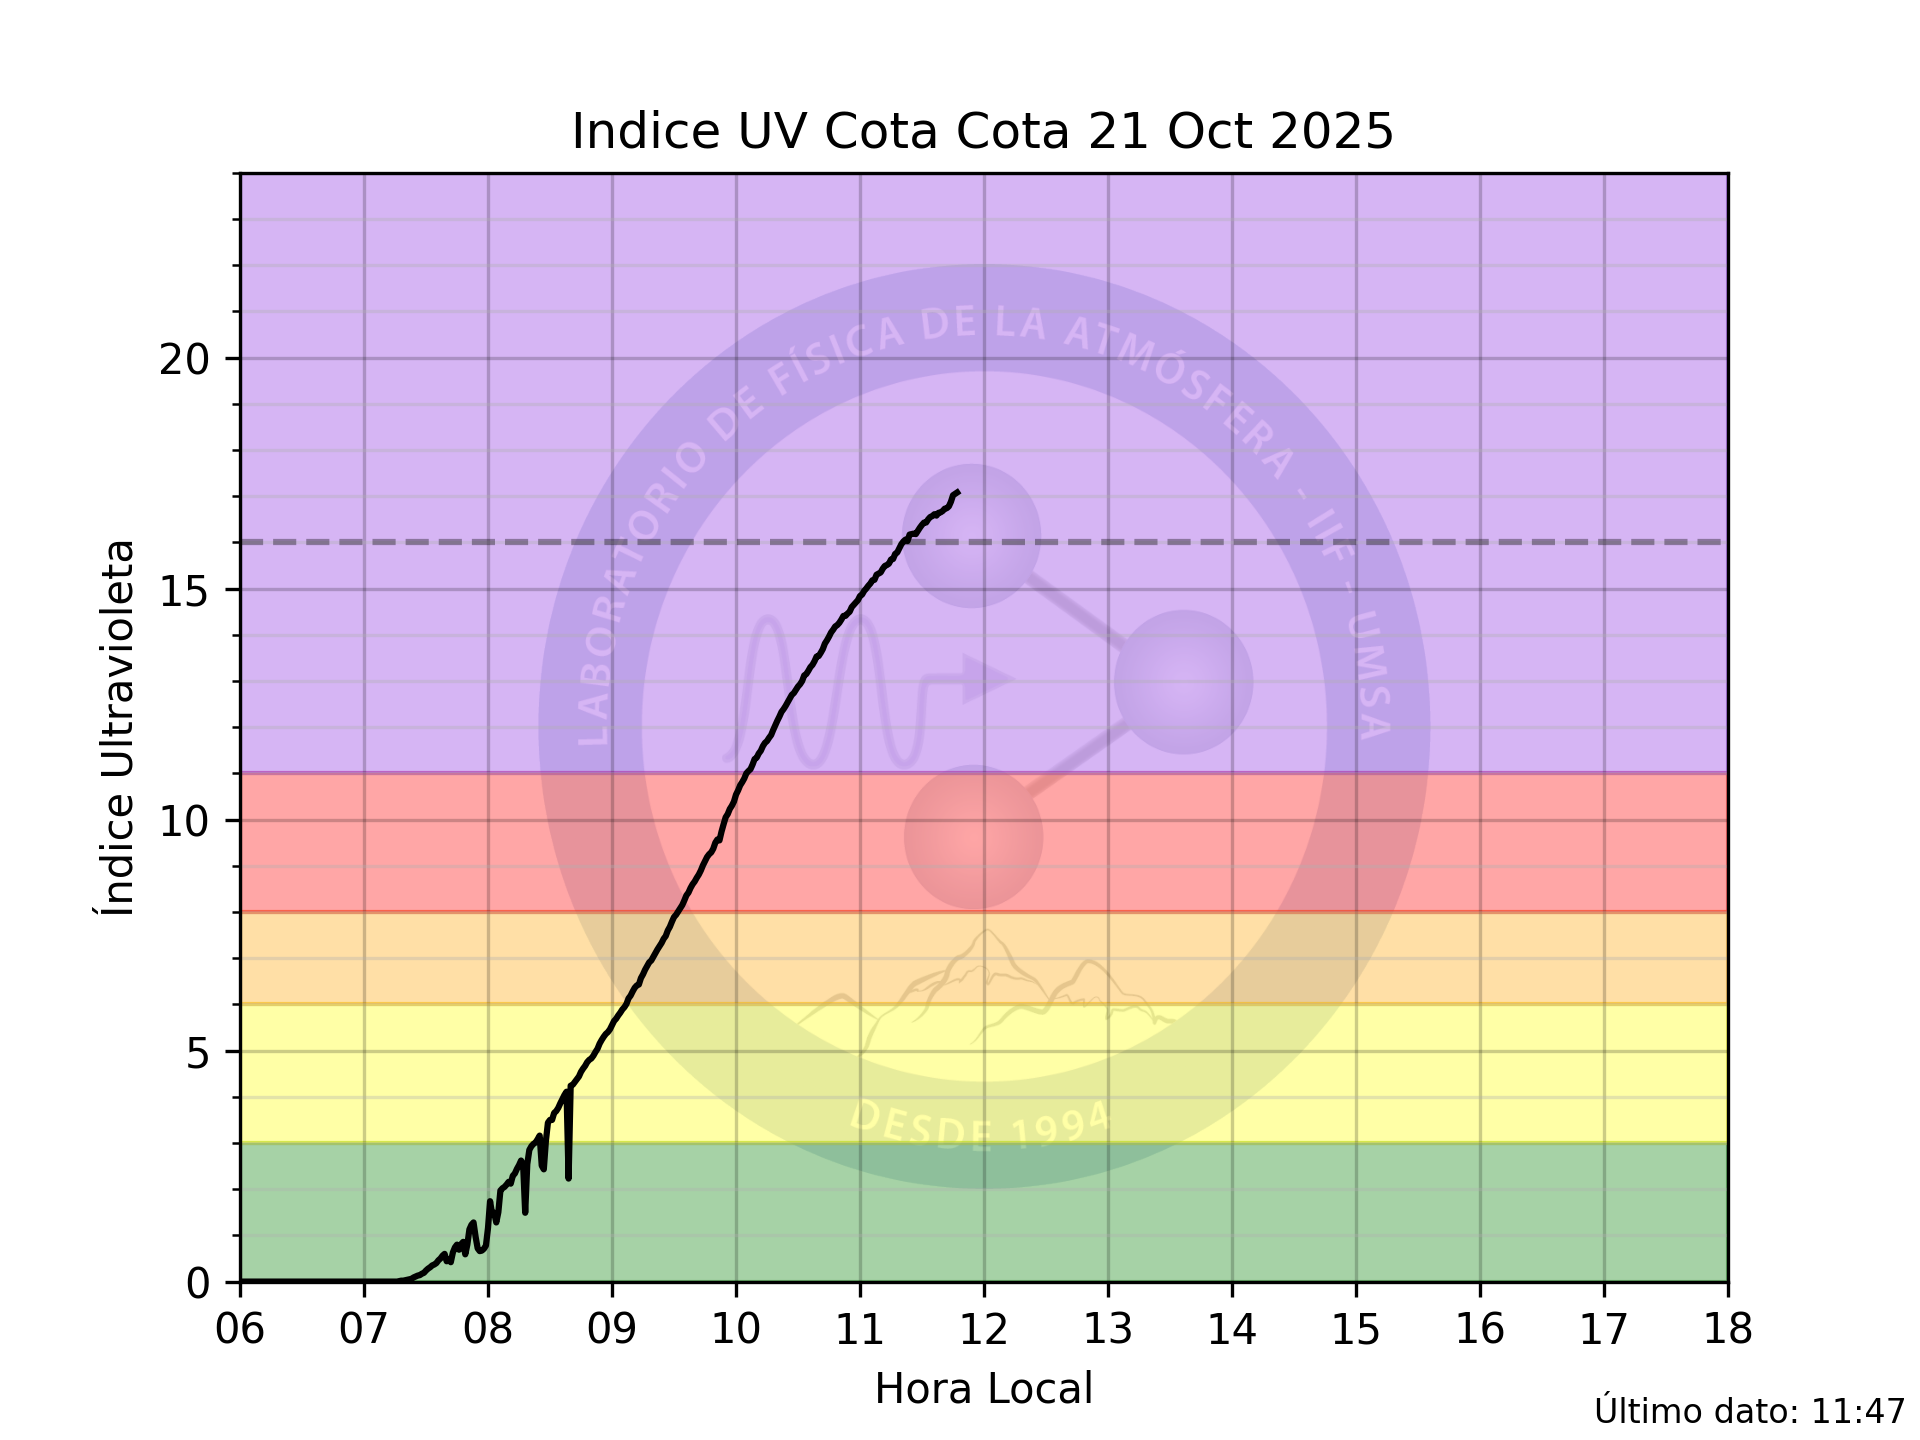 Indice UV Cota Cota 21 Oct 2025
Índice Ultravioleta
20
15
10
5
0
LABORATORIO DE FÍSICA DE LA ATMÓSFERA - IIF - UMSA
DESDE 1994
06 07 08 09 10 11 12 13 14 15 16 17 18
Hora Local
Último dato: 11:47